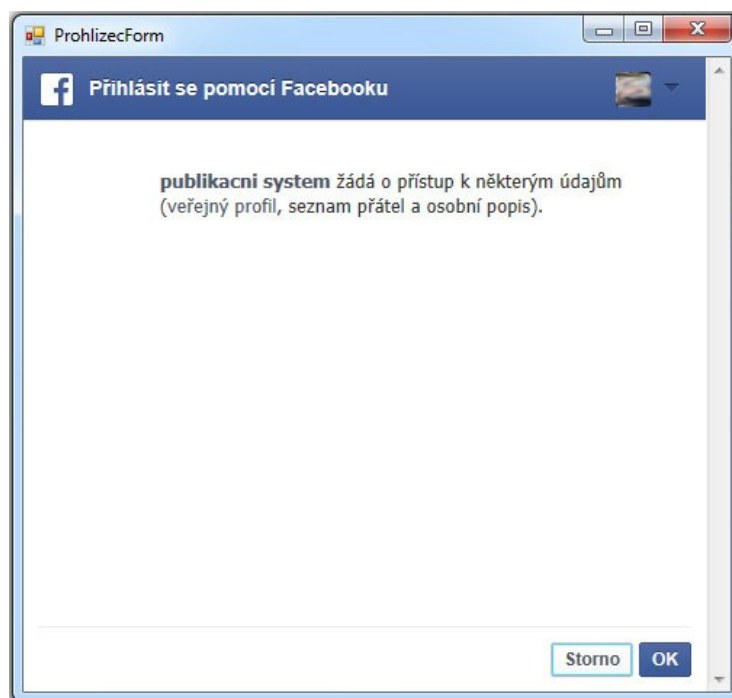 ProhlizecForm
Přihlásit se pomocí Facebooku
publikacni system žádá o přístup k některým údajům
(veřejný profil, seznam přátel a osobní popis).
Storno OK